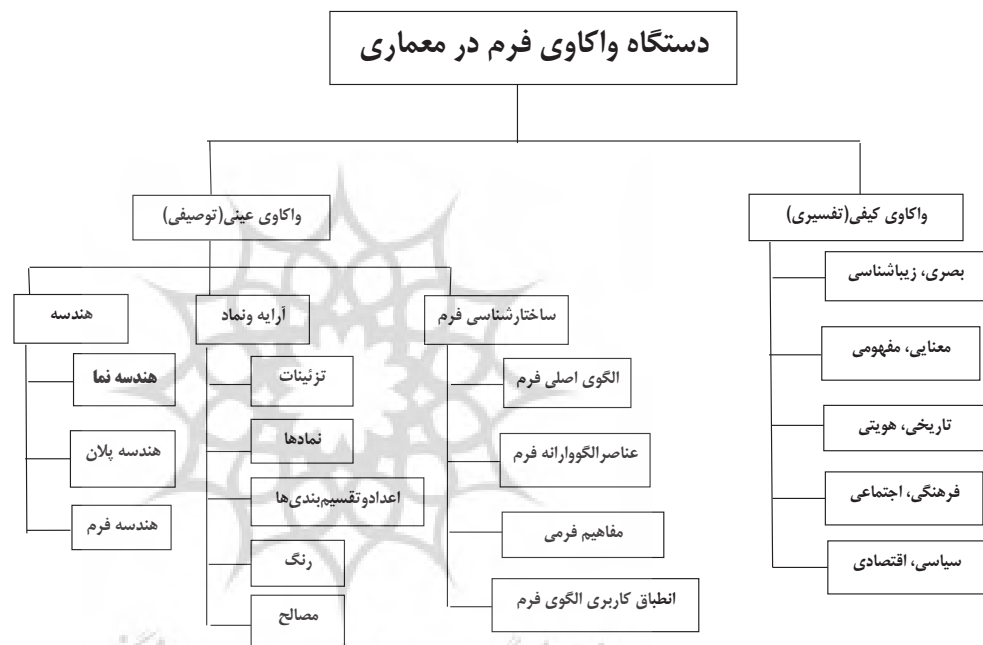 دستگاه واکاوی فرم در معماری
واکاوی کیفی(تفسیری)
بصری، زیباشناسی
معنایی، مفهومی
تاریخی، هویتی
فرهنگی، اجتماعی
سیاسی، اقتصادی
واکاوی عینی(توصیفی)
ساختارشناسی فرم
الگوی اصلی فرم
عناصرالگووارانه فرم
مفاهیم فرمی
انطباق کاربری الگوی فرم
آرایه ونماد
تزئینات
نمادها
اعدادوتقسیم‌بندی‌ها
رنگ
مصالح
هندسه
هندسه نما
هندسه پلان
هندسه فرم